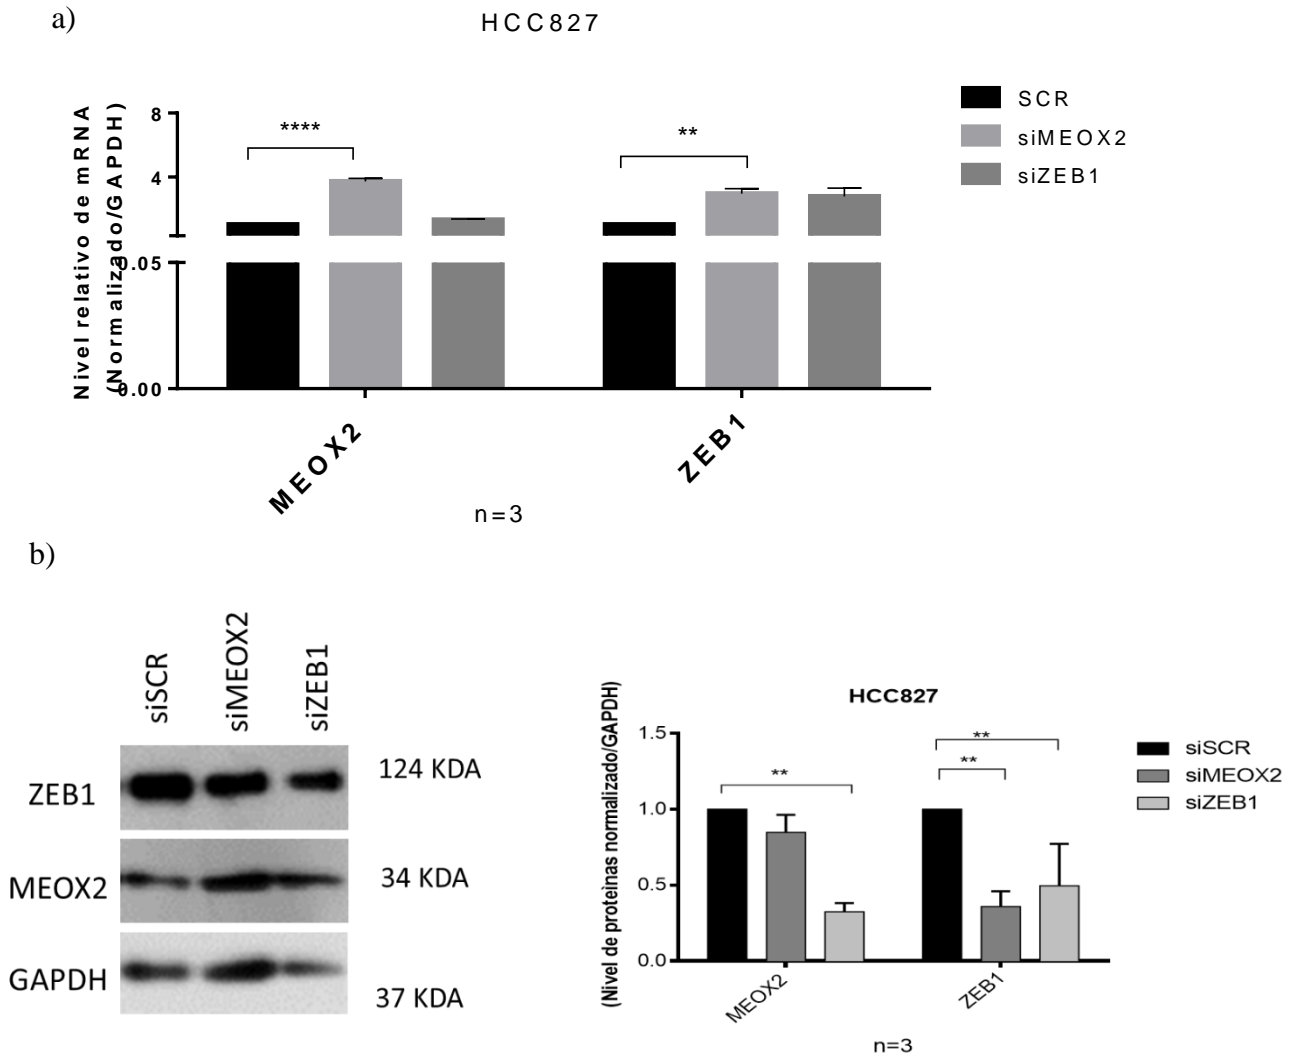 a)
HCC827
Nivel relativo de mRNA
(Normalizado/GAPDH)
8
4
0.05
0.00
****
**
SCR
siMEOX2
siZEB1
MEOX2
ZEB1
n=3
b)
siSCR
siMEOX2
siZEB1
ZEB1
124 KDA
MEOX2
34 KDA
GAPDH
37 KDA
HCC827
(Nivel de proteínas normalizado/GAPDH)
1.5
1.0
0.5
0.0
**
**
**
siSCR
siMEOX2
siZEB1
MEOX2
ZEB1
n=3